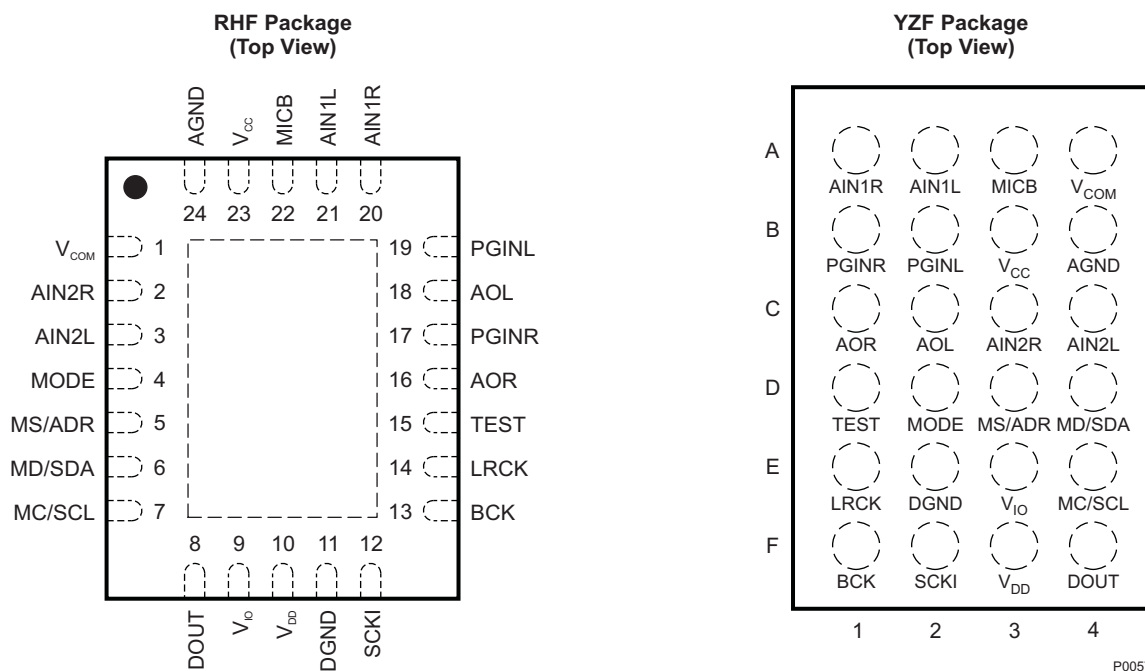 RHF Package
(Top View)
AGND
VCC
MICB
AIN1L
AIN1R
24 23 22 21 20
VCOM 1
AIN2R 2
AIN2L 3
MODE 4
MS/ADR 5
MD/SDA 6
MC/SCL 7
19 PGINL
18 AOL
17 PGINR
16 AOR
15 TEST
14 LRCK
13 BCK
8 9 10 11 12
DOUT
VIO
VDD
DGND
SCKI
YZF Package
(Top View)
A
AIN1R AIN1L MICB VCOM
B
PGINR PGINL VCC AGND
C
AOR AOL AIN2R AIN2L
D
TEST MODE MS/ADR MD/SDA
E
LRCK DGND VIO MC/SCL
F
BCK SCKI VDD DOUT
1 2 3 4
P005